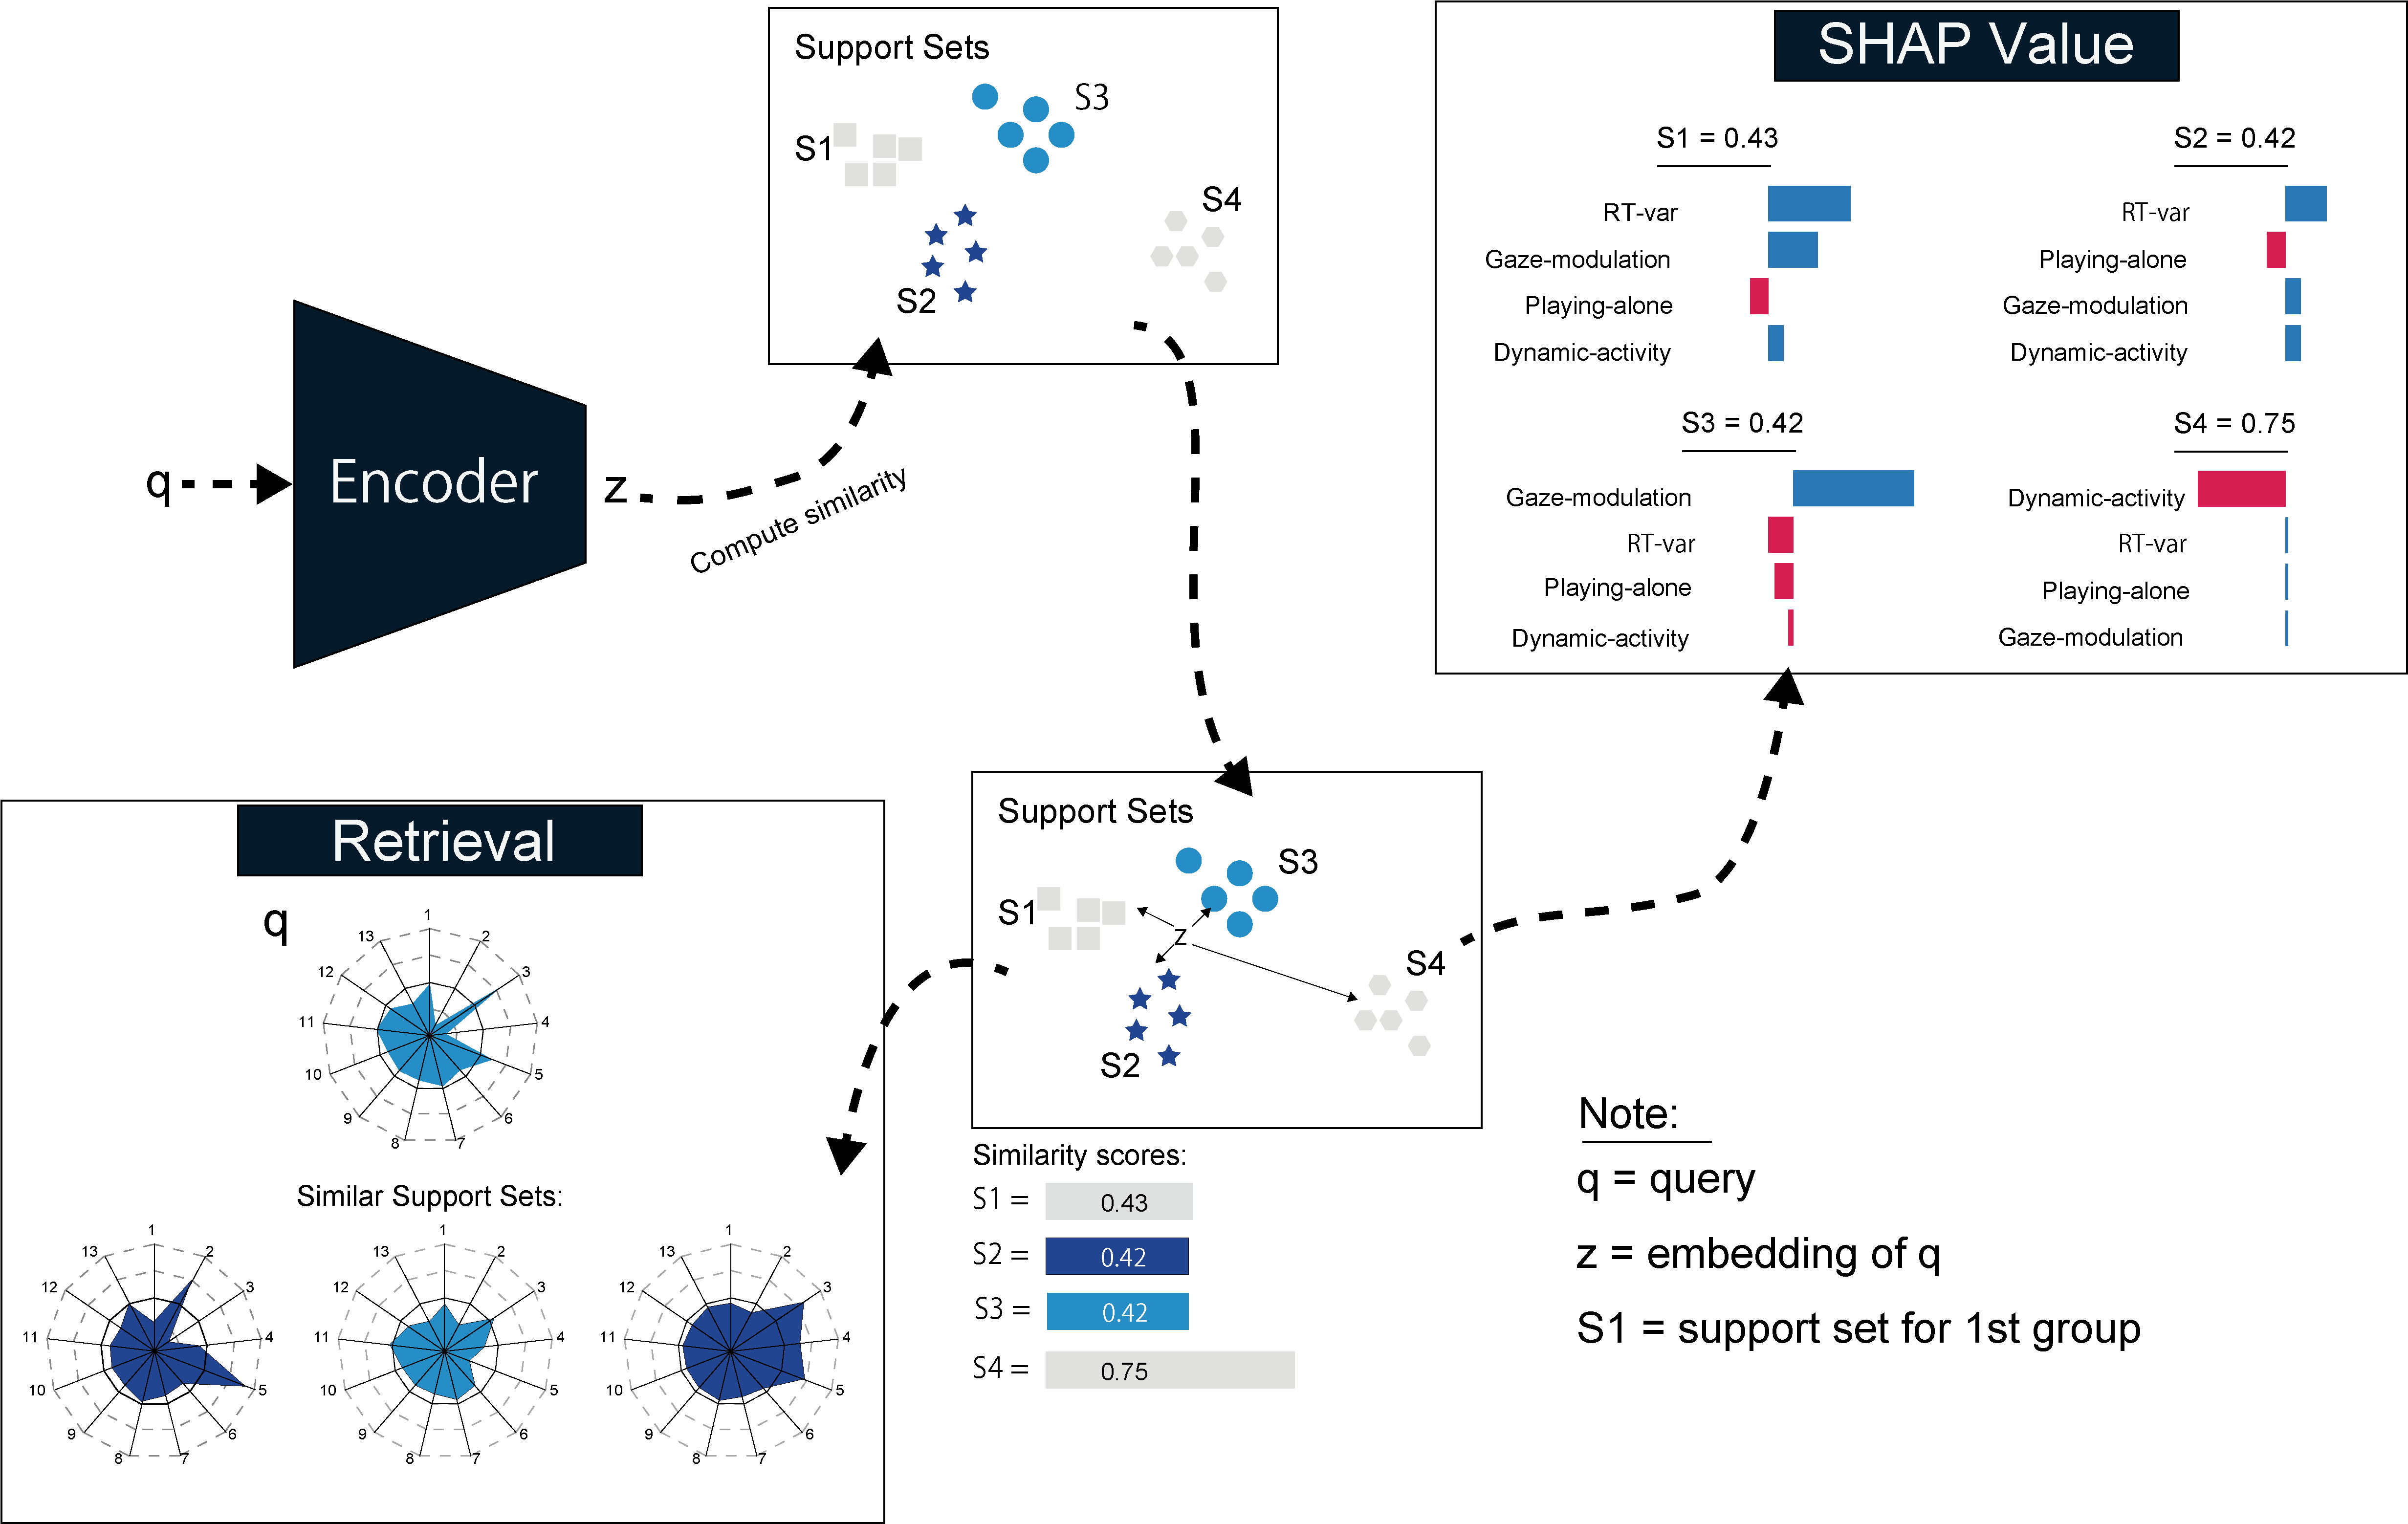 Support Sets
S3
S1
S4
S2
q
Encoder
z
Compute similarity
SHAP Value
S1 = 0.43
RT-var
Gaze-modulation
Playing-alone
Dynamic-activity
S2 = 0.42
RT-var
Playing-alone
Gaze-modulation
Dynamic-activity
S3 = 0.42
Gaze-modulation
RT-var
Playing-alone
Dynamic-activity
S4 = 0.75
Dynamic-activity
RT-var
Playing-alone
Gaze-modulation
Support Sets
S3
S1
z
S4
S2
Similarity scores:
S1 = 0.43
S2 = 0.42
S3 = 0.42
S4 = 0.75
Retrieval
q
1
2
3
4
5
6
7
8
9
10
11
12
13
Similar Support Sets:
1
2
3
4
5
6
7
8
9
10
11
12
13
1
2
3
4
5
6
7
8
9
10
11
12
13
1
2
3
4
5
6
7
8
9
10
11
12
13
Note:
q = query
z = embedding of q
S1 = support set for 1st group